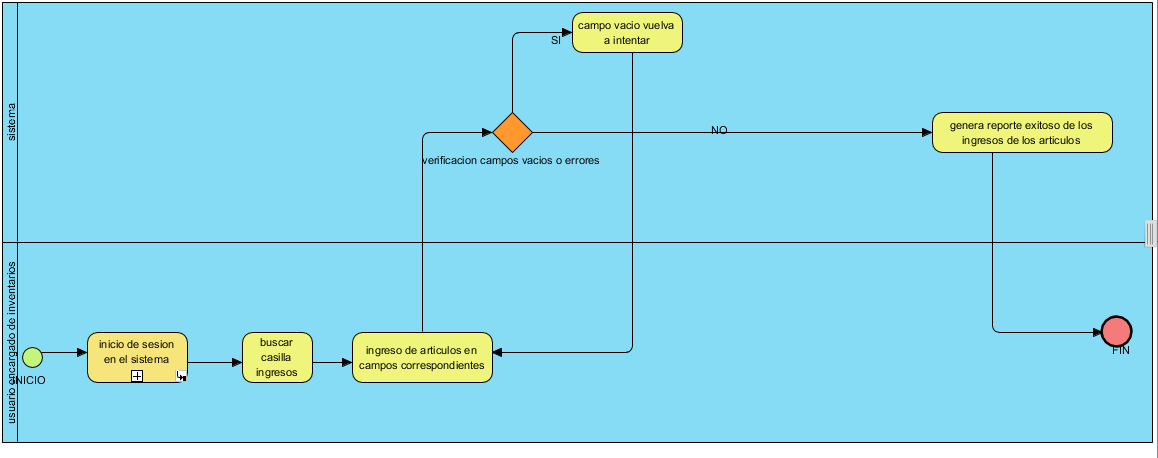 sistema
campo vacio vuelva
a intentar
SI
NO
verificacion campos vacios o errores
genera reporte exitoso de los
ingresos de los articulos
usuario encargado de inventarios
INICIO
inicio de sesion
en el sistema
buscar
casilla
ingresos
ingreso de articulos en
campos correspondientes
FIN